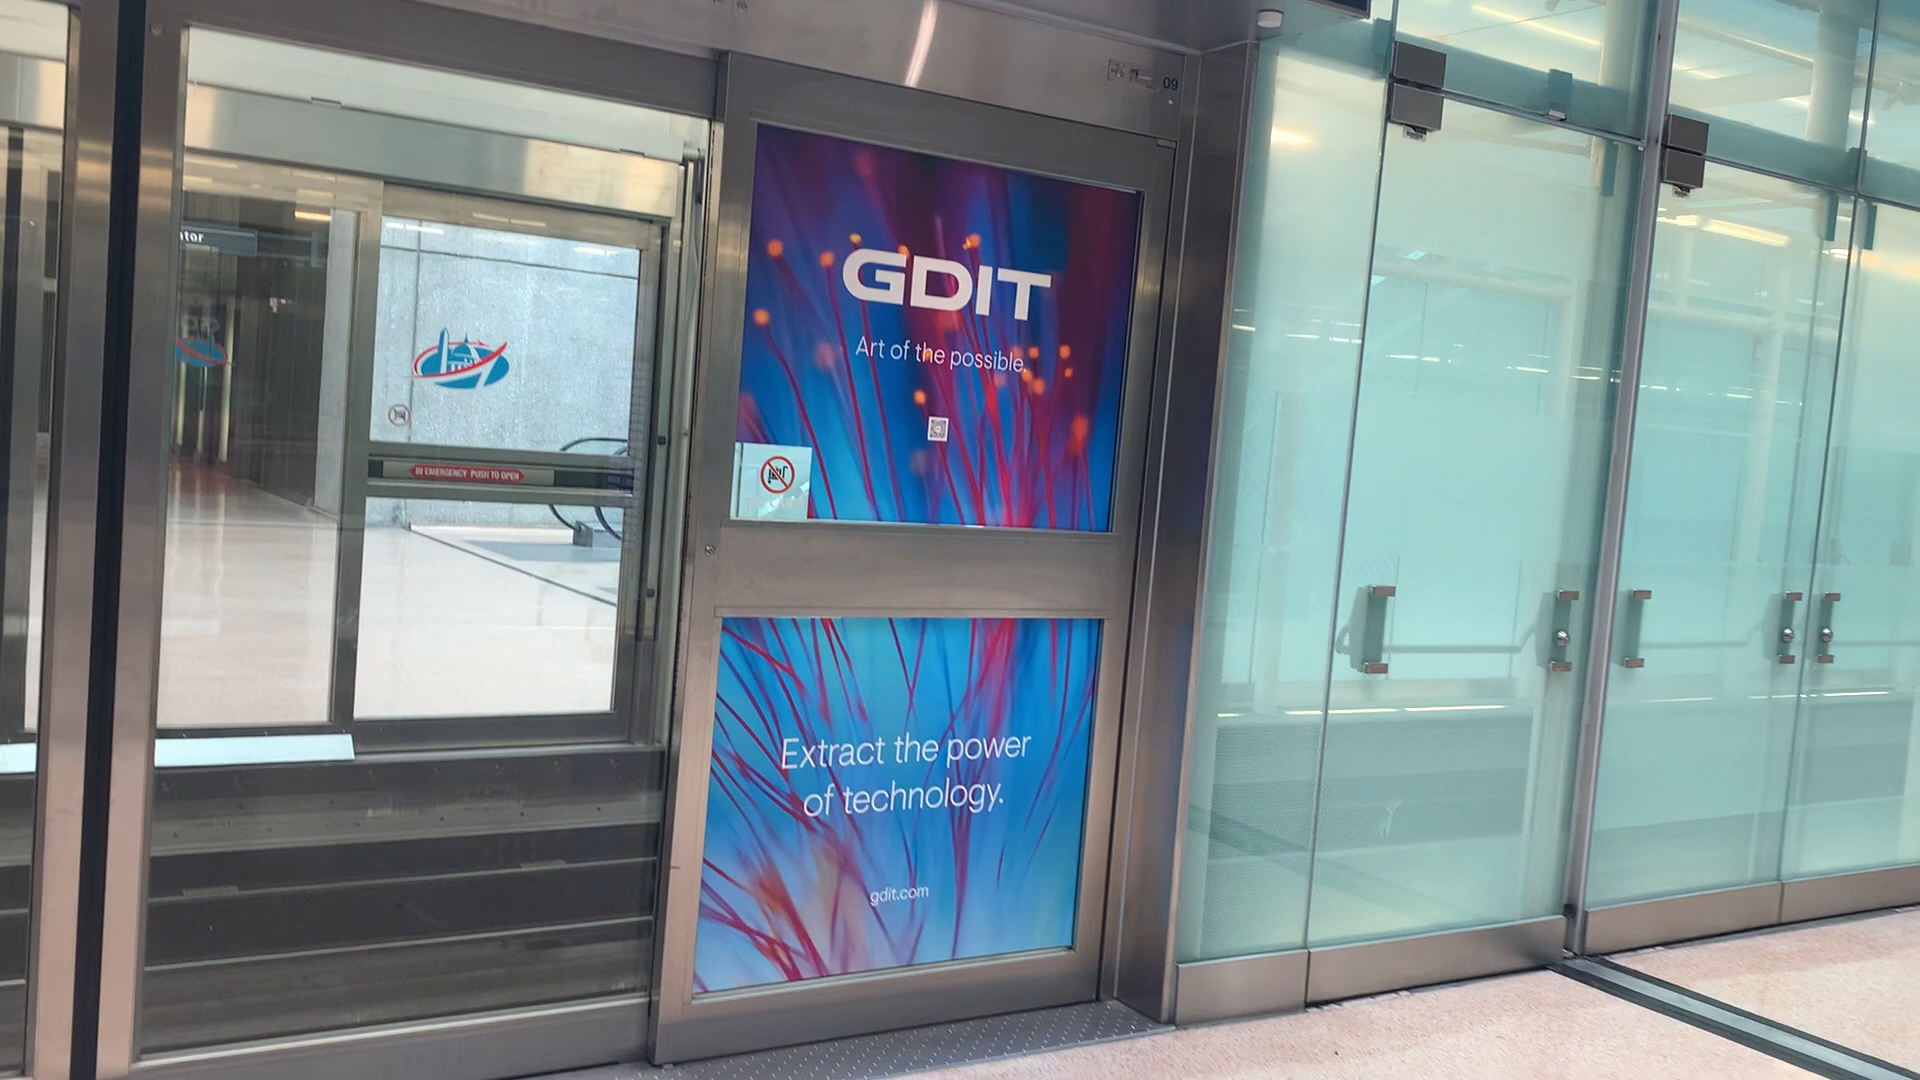 09
GDIT
Art of the possible.
IN EMERGENCY PUSH TO OPEN
Extract the power
of technology.
gdit.com